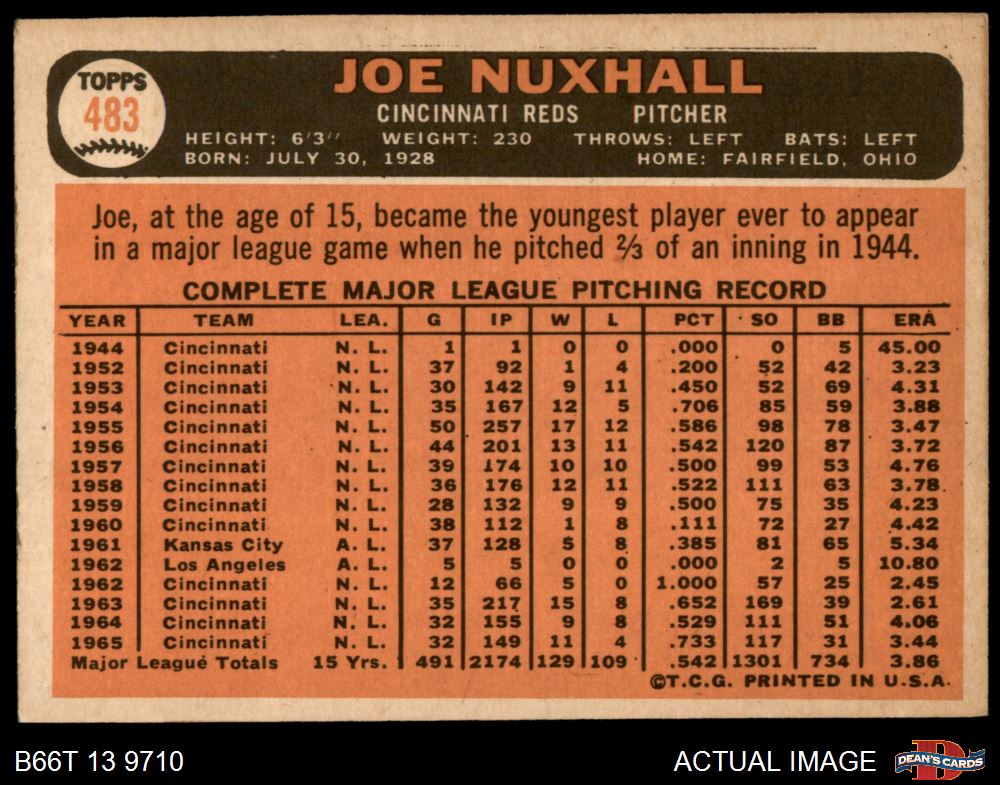 TOPPS
483
JOE NUXHALL
CINCINNATI REDS PITCHER
HEIGHT: 6'3" WEIGHT: 230 THROWS: LEFT BATS: LEFT
BORN: JULY 30, 1928 HOME: FAIRFIELD, OHIO
Joe, at the age of 15, became the youngest player ever to appear
in a major league game when he pitched 2/3 of an inning in 1944.
COMPLETE MAJOR LEAGUE PITCHING RECORD
YEAR TEAM LEA. G IP W L PCT SO BB ERA
1944 Cincinnati N. L. 1 1 0 0 .000 0 5 45.00
1952 Cincinnati N. L. 37 92 1 4 .200 52 42 3.23
1953 Cincinnati N. L. 30 142 9 11 .450 52 69 4.31
1954 Cincinnati N. L. 35 167 12 5 .706 85 59 3.88
1955 Cincinnati N. L. 50 257 17 12 .586 98 78 3.47
1956 Cincinnati N. L. 44 201 13 11 .542 120 87 3.72
1957 Cincinnati N. L. 39 174 10 10 .500 99 53 4.76
1958 Cincinnati N. L. 36 176 12 11 .522 111 63 3.78
1959 Cincinnati N. L. 28 132 9 9 .500 75 35 4.23
1960 Cincinnati N. L. 38 112 1 8 .111 72 27 4.42
1961 Kansas City A. L. 37 128 5 8 .385 81 65 5.34
1962 Los Angeles A. L. 5 5 0 0 .000 2 5 10.80
1962 Cincinnati N. L. 12 66 5 0 1.000 57 25 2.45
1963 Cincinnati N. L. 35 217 15 8 .652 169 39 2.61
1964 Cincinnati N. L. 32 155 9 8 .529 111 51 4.06
1965 Cincinnati N. L. 32 149 11 4 .733 117 31 3.44
Major League Totals 15 Yrs. 491 2174 129 109 .542 1301 734 3.86
©T.C.G. PRINTED IN U.S.A.
B66T 13 9710 ACTUAL IMAGE DEAN'S CARDS